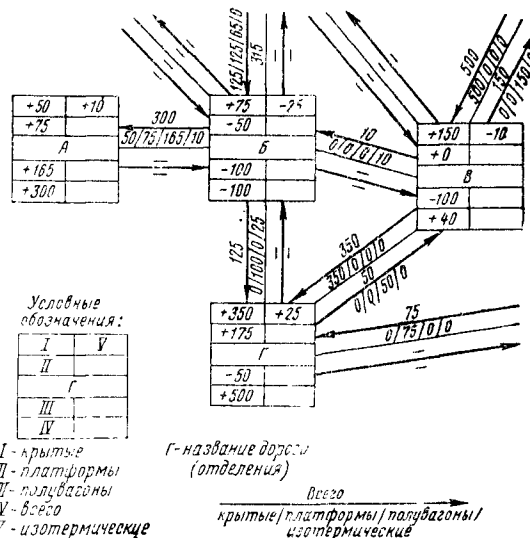 125/125/65/0
315
500
500/0/0/0
150
0/0/150/0
+50 +10
+75
А
+165
+300
300
50/75/165/10
+75 -25
-50
Б
-100
-100
10
0/0/0/10
+150 -10
+0
В
-100
+40
125
0/100/0/25
350
350/0/0/0
50
0/0/50/0
+350 +25
+175
Г
-50
+500
75
0/75/0/0
Условные
обозначения:
I V
II
Г
III
IV
I - крытые
II - платформы
III - полувагоны
IV - всего
V - изотермические
Г-название дороги
(отделения)
Всего
крытые/платформы/полувагоны/
изотермические